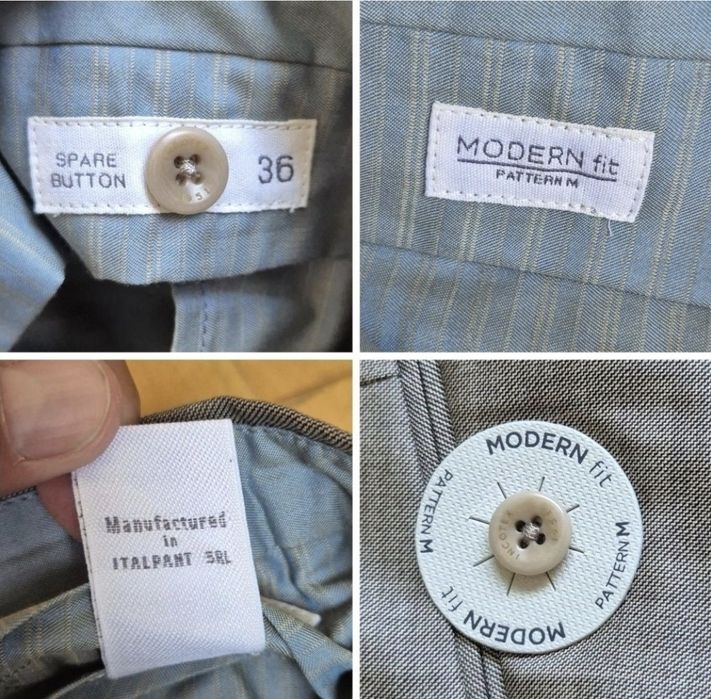 SPARE
BUTTON
36
MODERN fit
PATTERN M
Manufactured
in
ITALPANT SRL
MODERN fit
PATTERN M
MODERN fit
PATTERN M